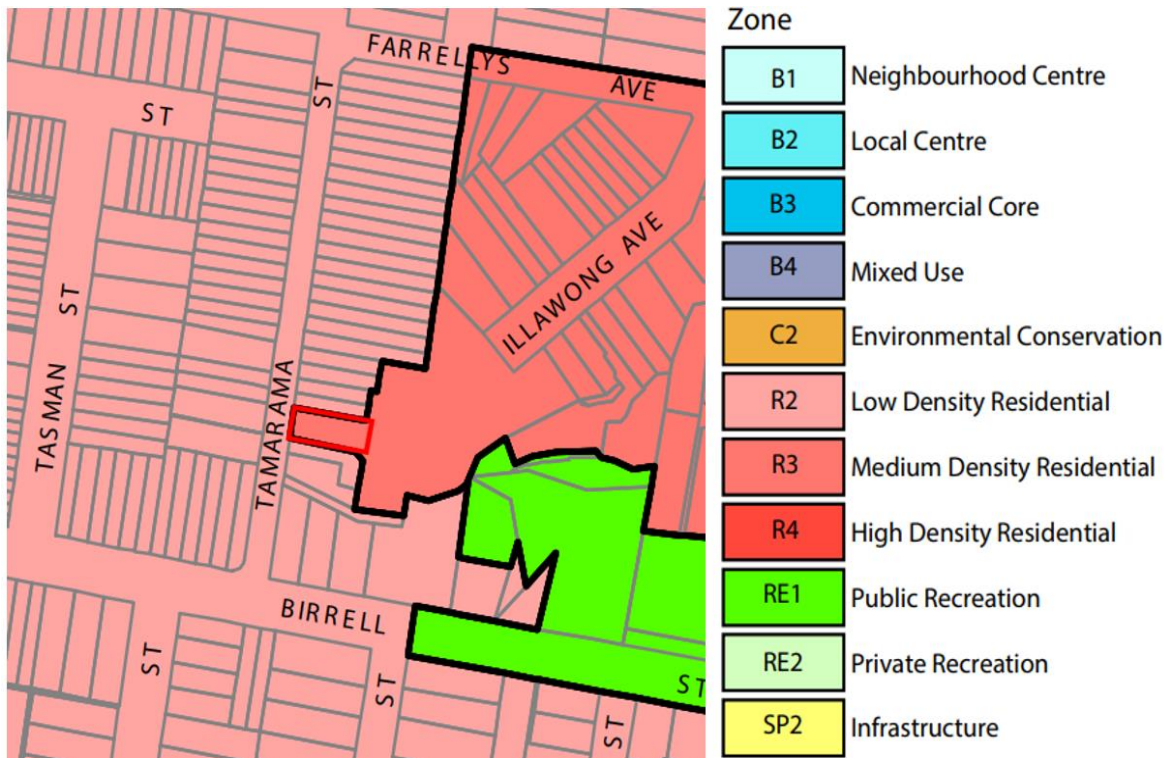 FARRELLYS AVE
ST
ST
ILLAWONG AVE
TASMAN ST
TAMARAMA
BIRRELL ST
ST
ST
ST
Zone
B1 Neighbourhood Centre
B2 Local Centre
B3 Commercial Core
B4 Mixed Use
C2 Environmental Conservation
R2 Low Density Residential
R3 Medium Density Residential
R4 High Density Residential
RE1 Public Recreation
RE2 Private Recreation
SP2 Infrastructure